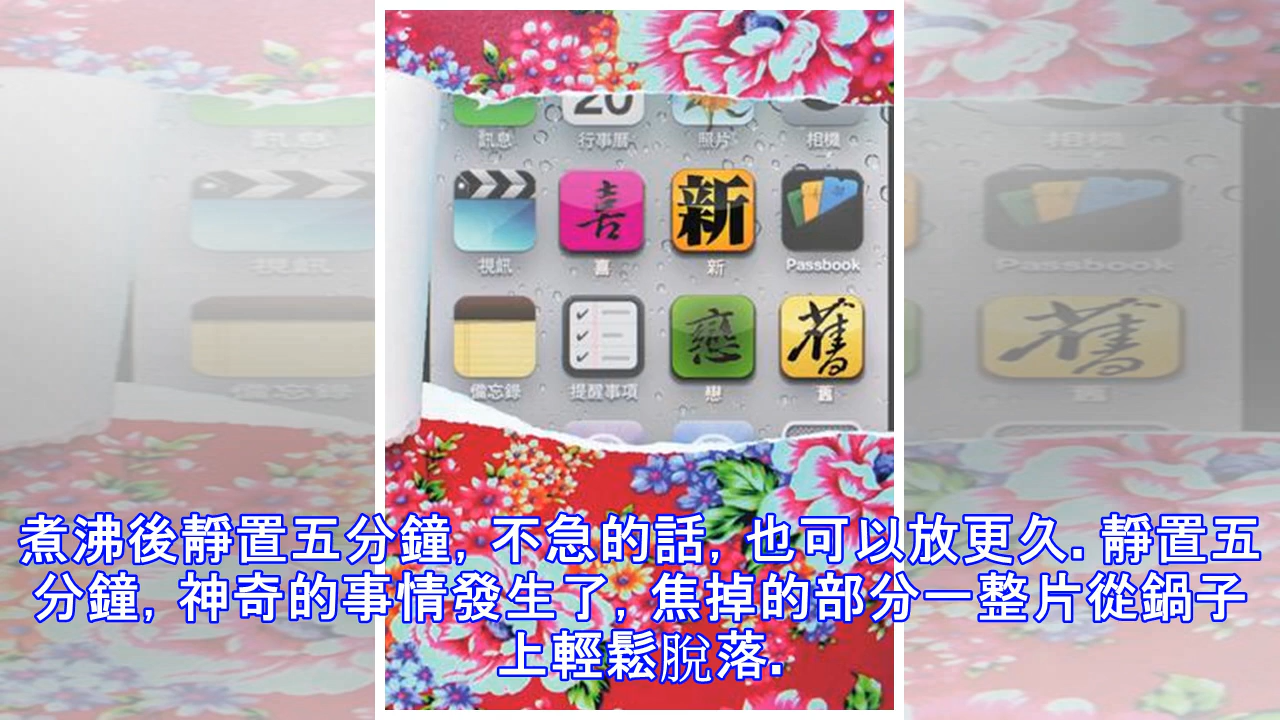 20
訊息 行事曆 照片 相機
喜 新
視訊 喜 新 Passbook
戀 舊
備忘錄 提醒事項 戀 舊
煮沸後靜置五分鐘, 不急的話, 也可以放更久. 靜置五
分鐘, 神奇的事情發生了, 焦掉的部分一整片從鍋子
上輕鬆脫落.